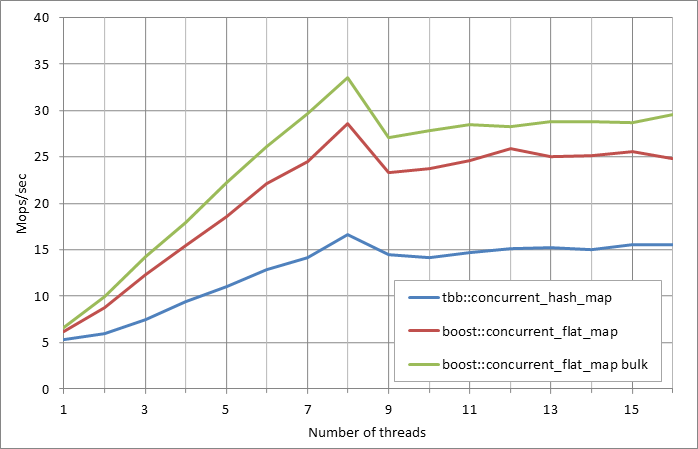 40
35
30
25
20
15
10
5
0
Mops/sec
tbb::concurrent_hash_map
boost::concurrent_flat_map
boost::concurrent_flat_map bulk
1 3 5 7 9 11 13 15
Number of threads